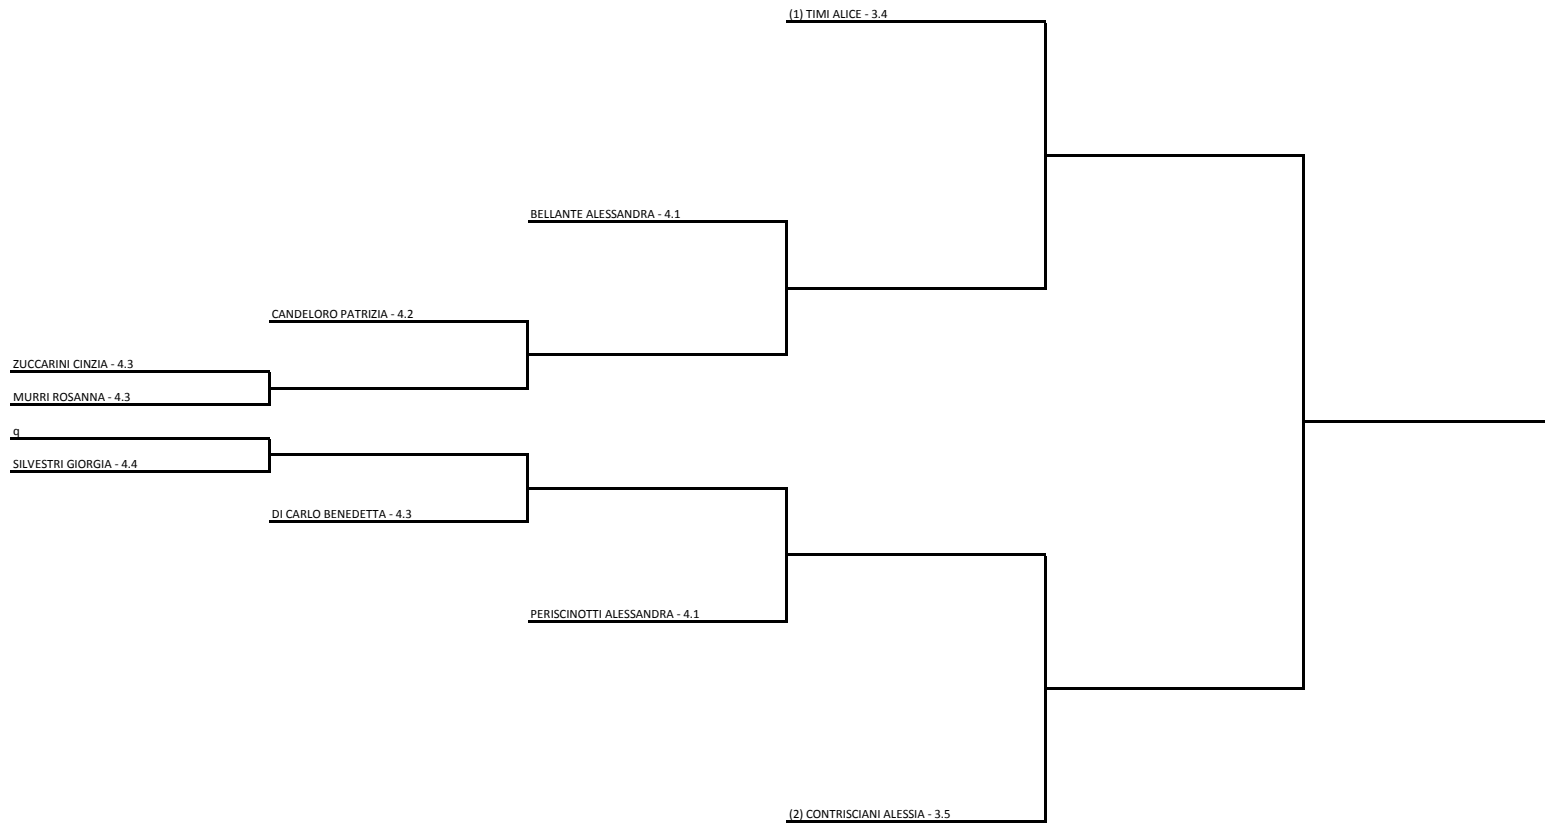 (1) TIMI ALICE - 3.4
BELLANTE ALESSANDRA - 4.1
CANDELORO PATRIZIA - 4.2
ZUCCARINI CINZIA - 4.3
MURRI ROSANNA - 4.3
q
SILVESTRI GIORGIA - 4.4
DI CARLO BENEDETTA - 4.3
PERISCINOTTI ALESSANDRA - 4.1
(2) CONTRISCIANI ALESSIA - 3.5